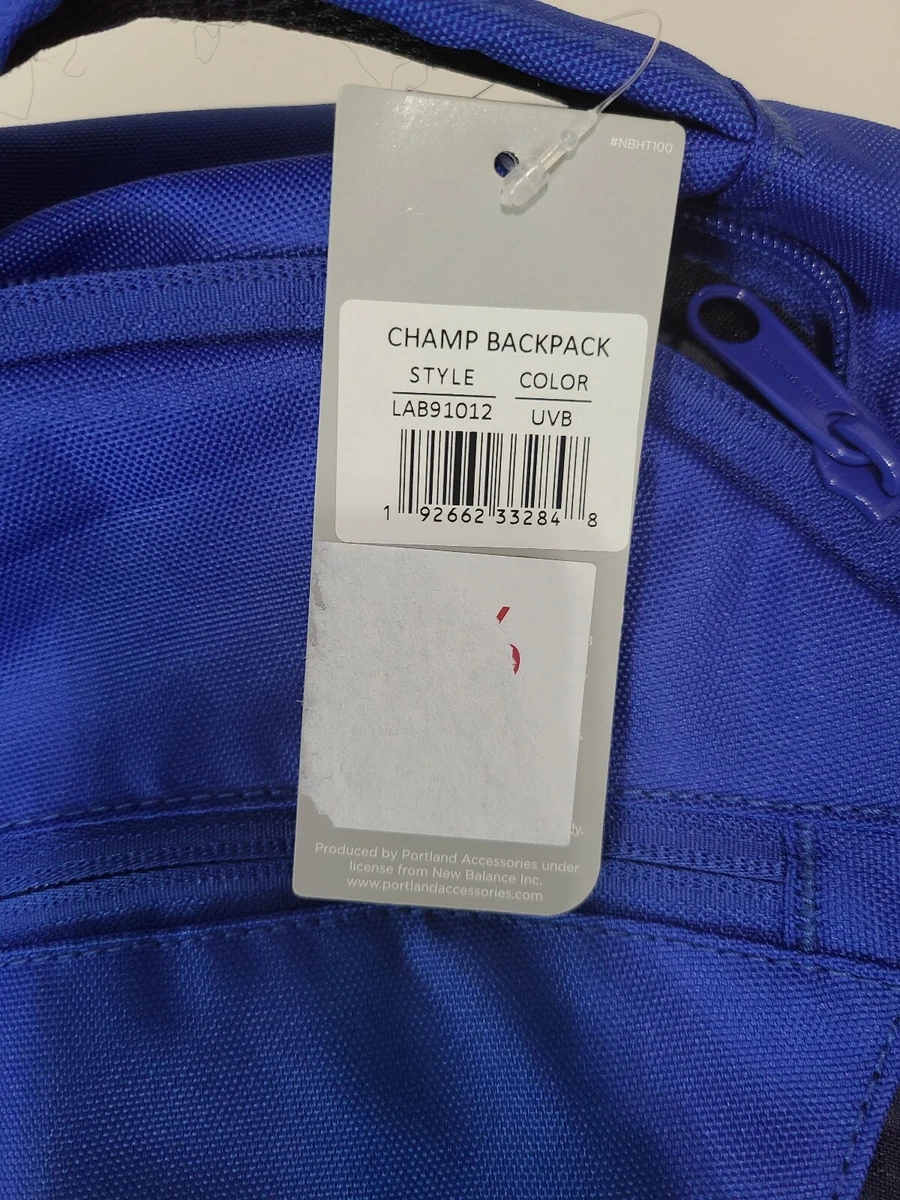 #NBHT100
CHAMP BACKPACK
STYLE COLOR
LAB91012 UVB
1 92662 33284 8
Produced by Portland Accessories under
license from New Balance Inc.
www.portlandaccessories.com